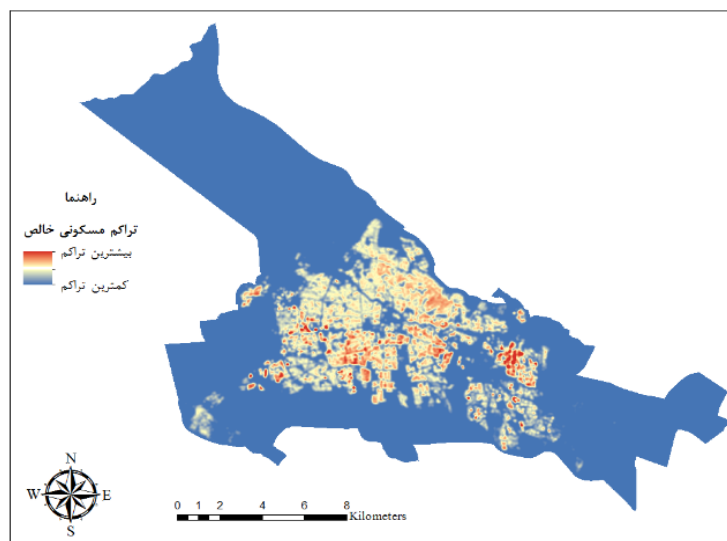 راهنما
تراکم مسکونی خالص
بیشترین تراکم
کمترین تراکم
N
W E
S
0 1 2 4 6 8
Kilometers